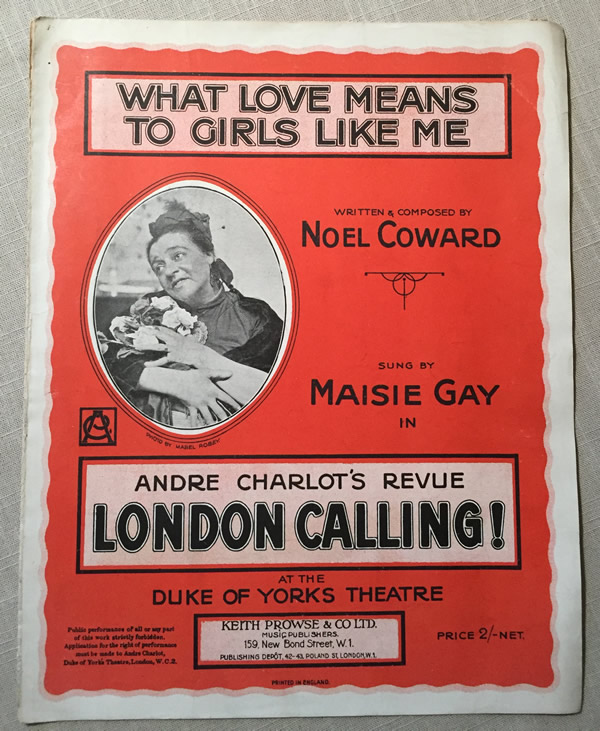 WHAT LOVE MEANS
TO GIRLS LIKE ME
WRITTEN & COMPOSED BY
NOEL COWARD
SUNG BY
MAISIE GAY
IN
PHOTO BY MABEL ROBEY
ANDRE CHARLOT'S REVUE
LONDON CALLING!
AT THE
DUKE OF YORKS THEATRE
Public performance of all or any part
of this work strictly forbidden.
Application for the right of performance
must be made to Andre Charlot,
Duke of York's Theatre, London, W.C.2.
KEITH PROWSE & CO LTD.
MUSIC PUBLISHERS.
159, New Bond Street, W.1.
PUBLISHING DEPÔT, 42-43, POLAND ST, LONDON, W.1.
PRICE 2/- NET.
PRINTED IN ENGLAND.